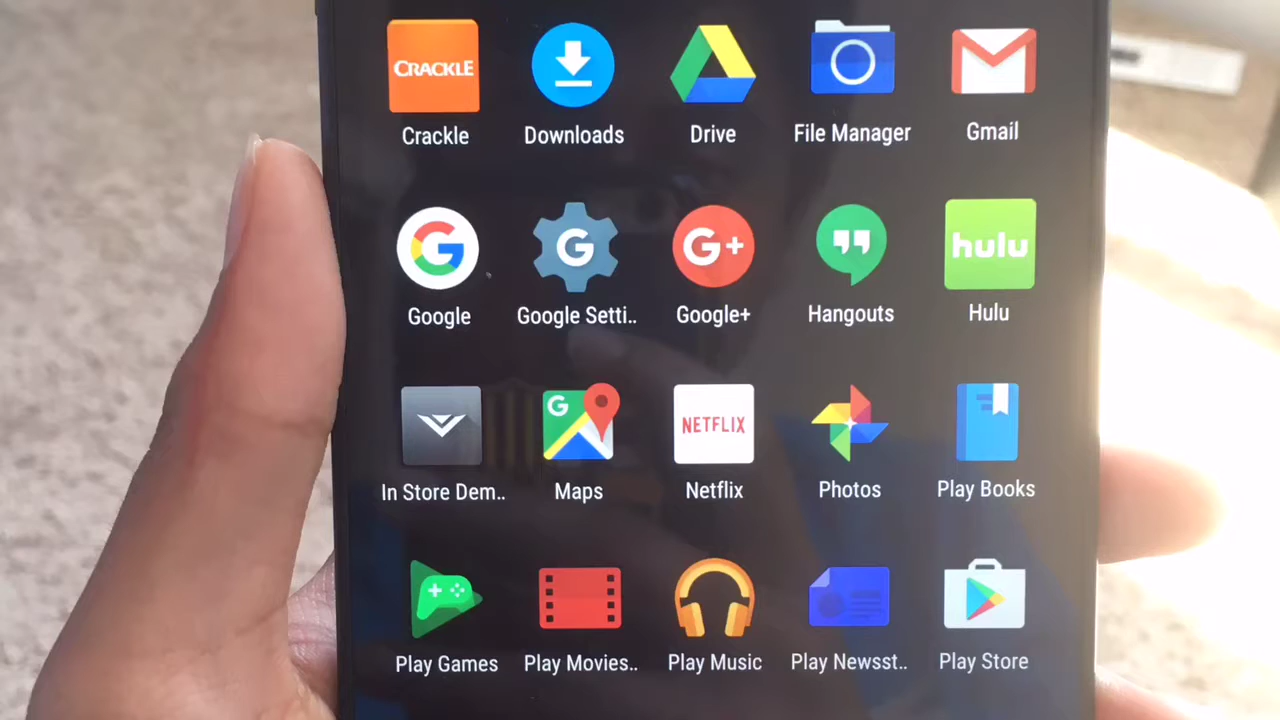 CRACKLE
Crackle
Downloads
Drive
File Manager
Gmail
G
G
G+
hulu
Google
Google Setti..
Google+
Hangouts
Hulu
G
NETFLIX
In Store Dem..
Maps
Netflix
Photos
Play Books
Play Games
Play Movies..
Play Music
Play Newsst..
Play Store